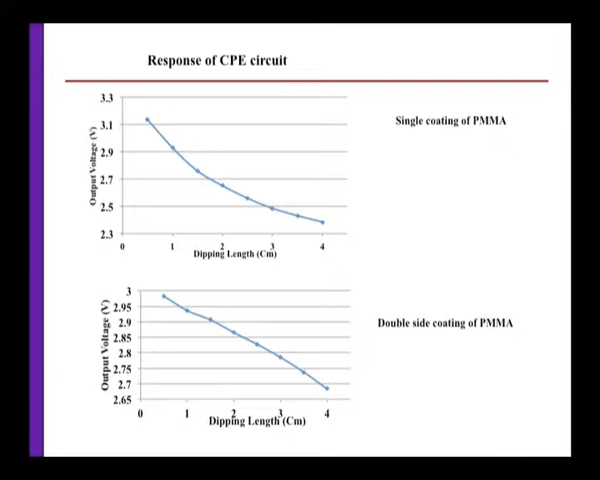 Response of CPE circuit
3.3
3.1
2.9
2.7
2.5
2.3
Output Voltage (V)
0 1 2 3 4
Dipping Length (Cm)
Single coating of PMMA
3
2.95
2.9
2.85
2.8
2.75
2.7
2.65
Output Voltage (V)
0 1 2 3 4
Dipping Length (Cm)
Double side coating of PMMA